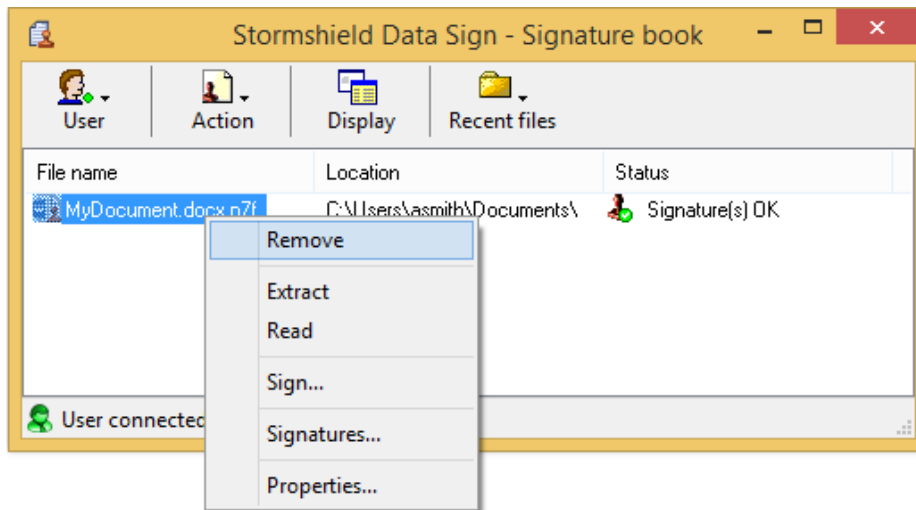 Stormshield Data Sign - Signature book
User Action Display Recent files
File name Location Status
MyDocument.docx.p7f C:\Users\asmith\Documents\ Signature(s) OK
Remove
Extract
Read
Sign...
User connected
Signatures...
Properties...